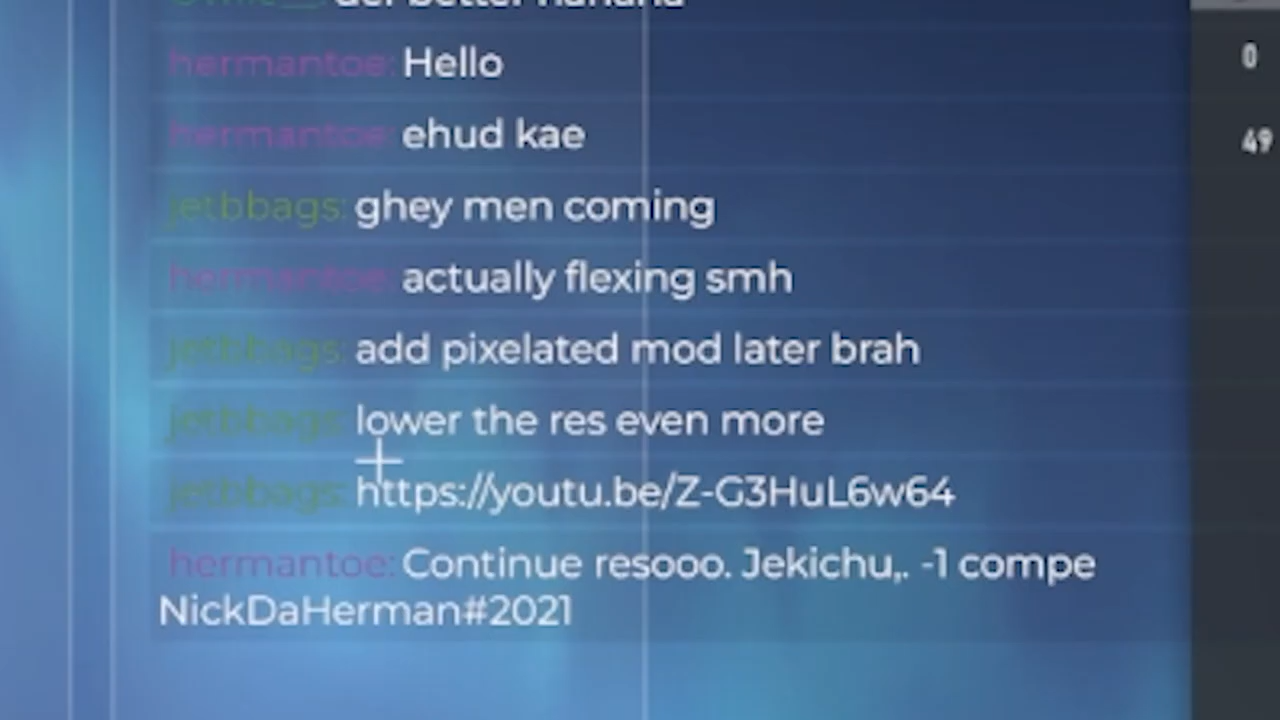 better
hermantoe: Hello
0
hermantoe: ehud kae
49
jetbbags: ghey men coming
hermantoe: actually flexing smh
jetbbags: add pixelated mod later brah
jetbbags: lower the res even more
jetbbags: https://youtu.be/Z-G3HuL6w64
hermantoe: Continue resooo. Jekichu,. -1 compe
NickDaHerman#2021